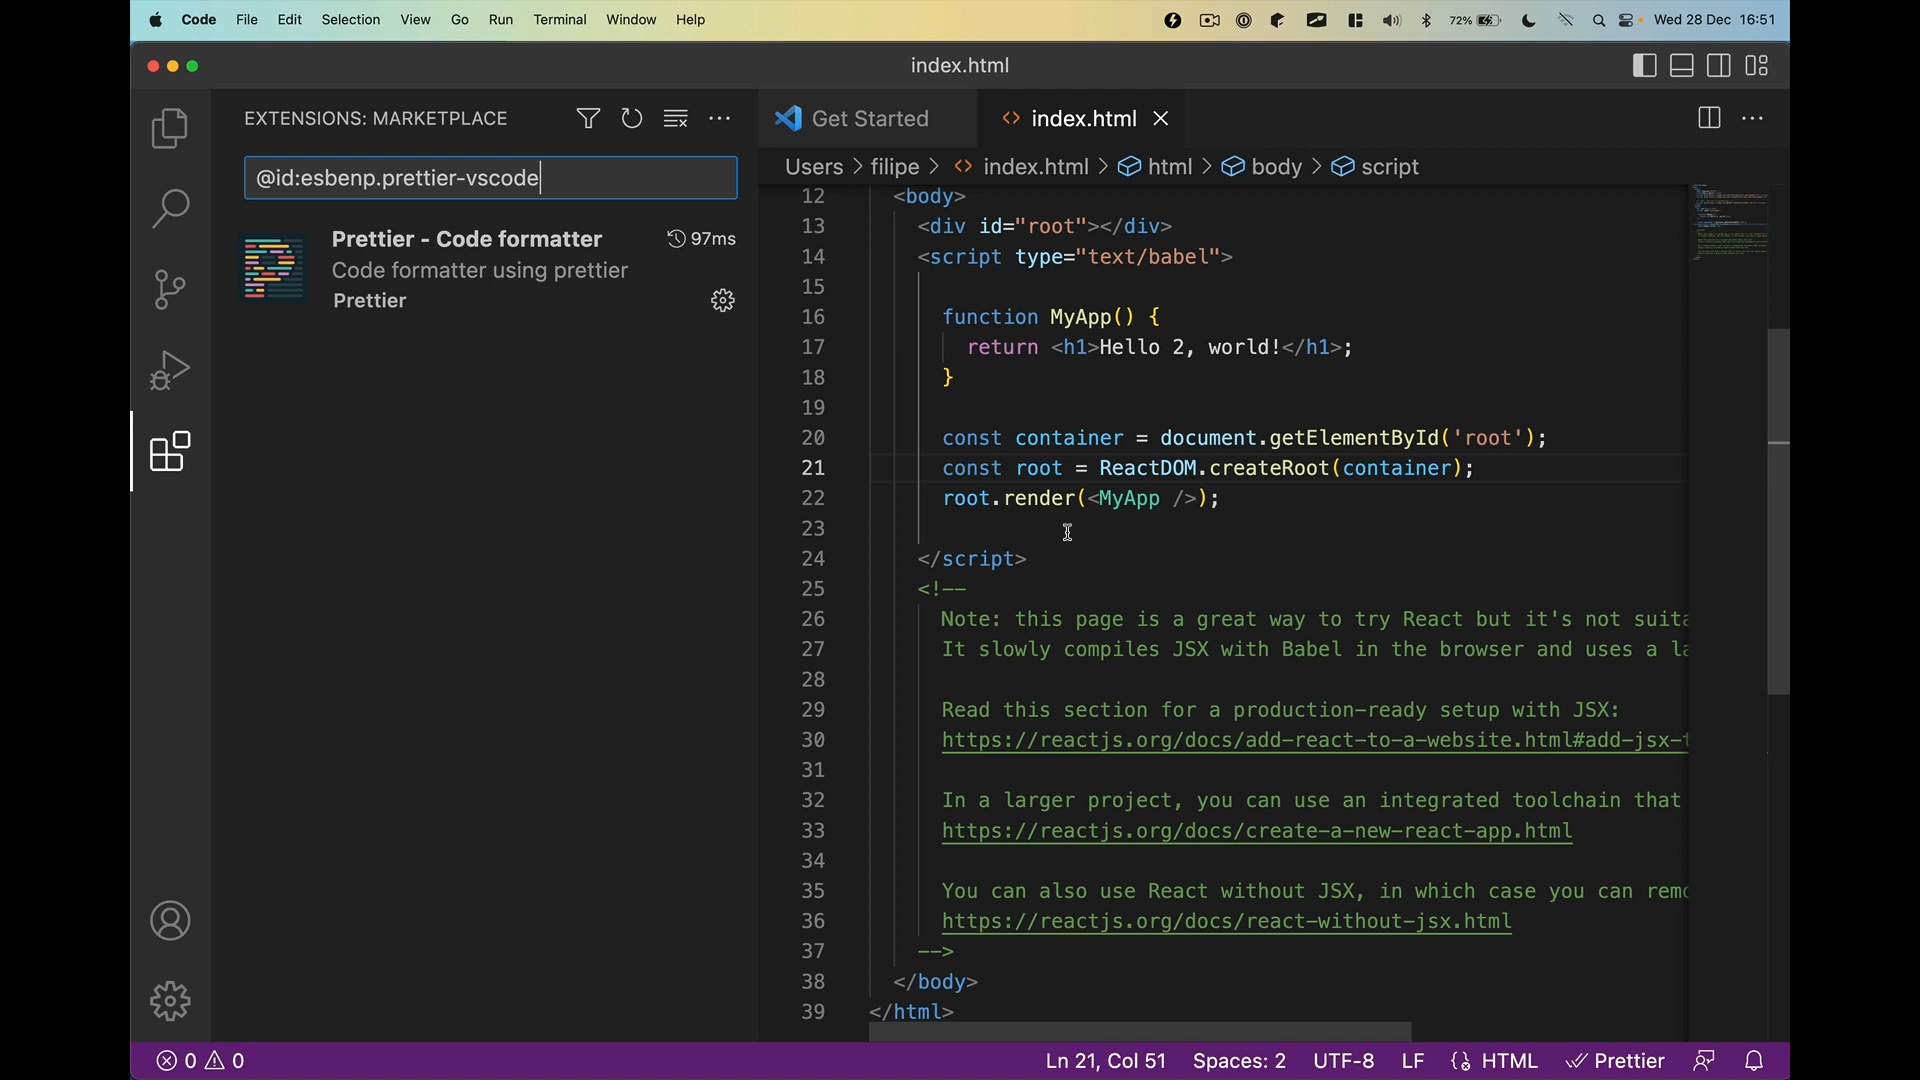 Code File Edit Selection View Go Run Terminal Window Help 72% Wed 28 Dec 16:51
index.html
EXTENSIONS: MARKETPLACE
@id:esbenp.prettier-vscode
Prettier - Code formatter 97ms
Code formatter using prettier
Prettier
Get Started index.html
Users > filipe > index.html > html > body > script
12 <body>
13 <div id="root"></div>
14 <script type="text/babel">
15
16 function MyApp() {
17 return <h1>Hello 2, world!</h1>;
18 }
19
20 const container = document.getElementById('root');
21 const root = ReactDOM.createRoot(container);
22 root.render(<MyApp />);
23
24 </script>
25 <!--
26 Note: this page is a great way to try React but it's not suita
27 It slowly compiles JSX with Babel in the browser and uses a la
28
29 Read this section for a production-ready setup with JSX:
30 https://reactjs.org/docs/add-react-to-a-website.html#add-jsx-t
31
32 In a larger project, you can use an integrated toolchain that
33 https://reactjs.org/docs/create-a-new-react-app.html
34
35 You can also use React without JSX, in which case you can remo
36 https://reactjs.org/docs/react-without-jsx.html
37 -->
38 </body>
39 </html>
0 0 Ln 21, Col 51 Spaces: 2 UTF-8 LF HTML Prettier